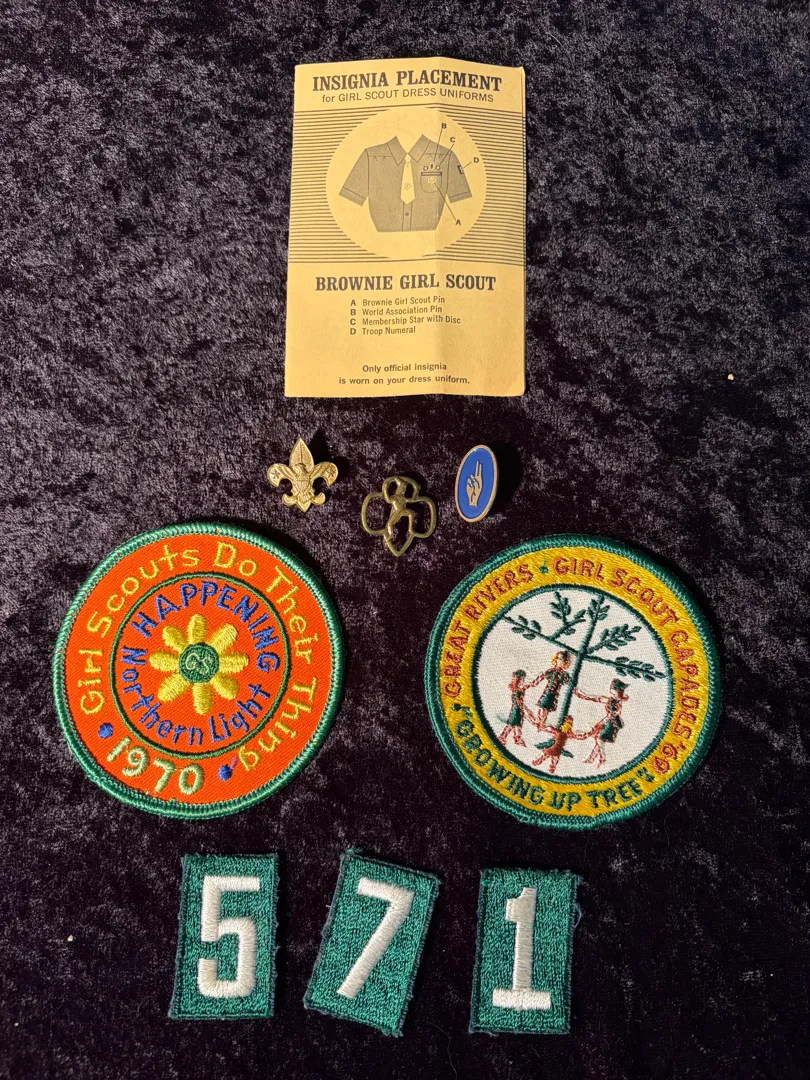 INSIGNIA PLACEMENT
for GIRL SCOUT DRESS UNIFORMS
B
C
D
A
BROWNIE GIRL SCOUT
A Brownie Girl Scout Pin
B World Association Pin
C Membership Star with Disc
D Troop Numeral
Only official insignia
is worn on your dress uniform.
Girl Scouts Do Their Thing
HAPPENING
Northern Light
1970
GREAT RIVERS · GIRL SCOUT CAPADES '69
"GROWING UP TREE"
5 7 1